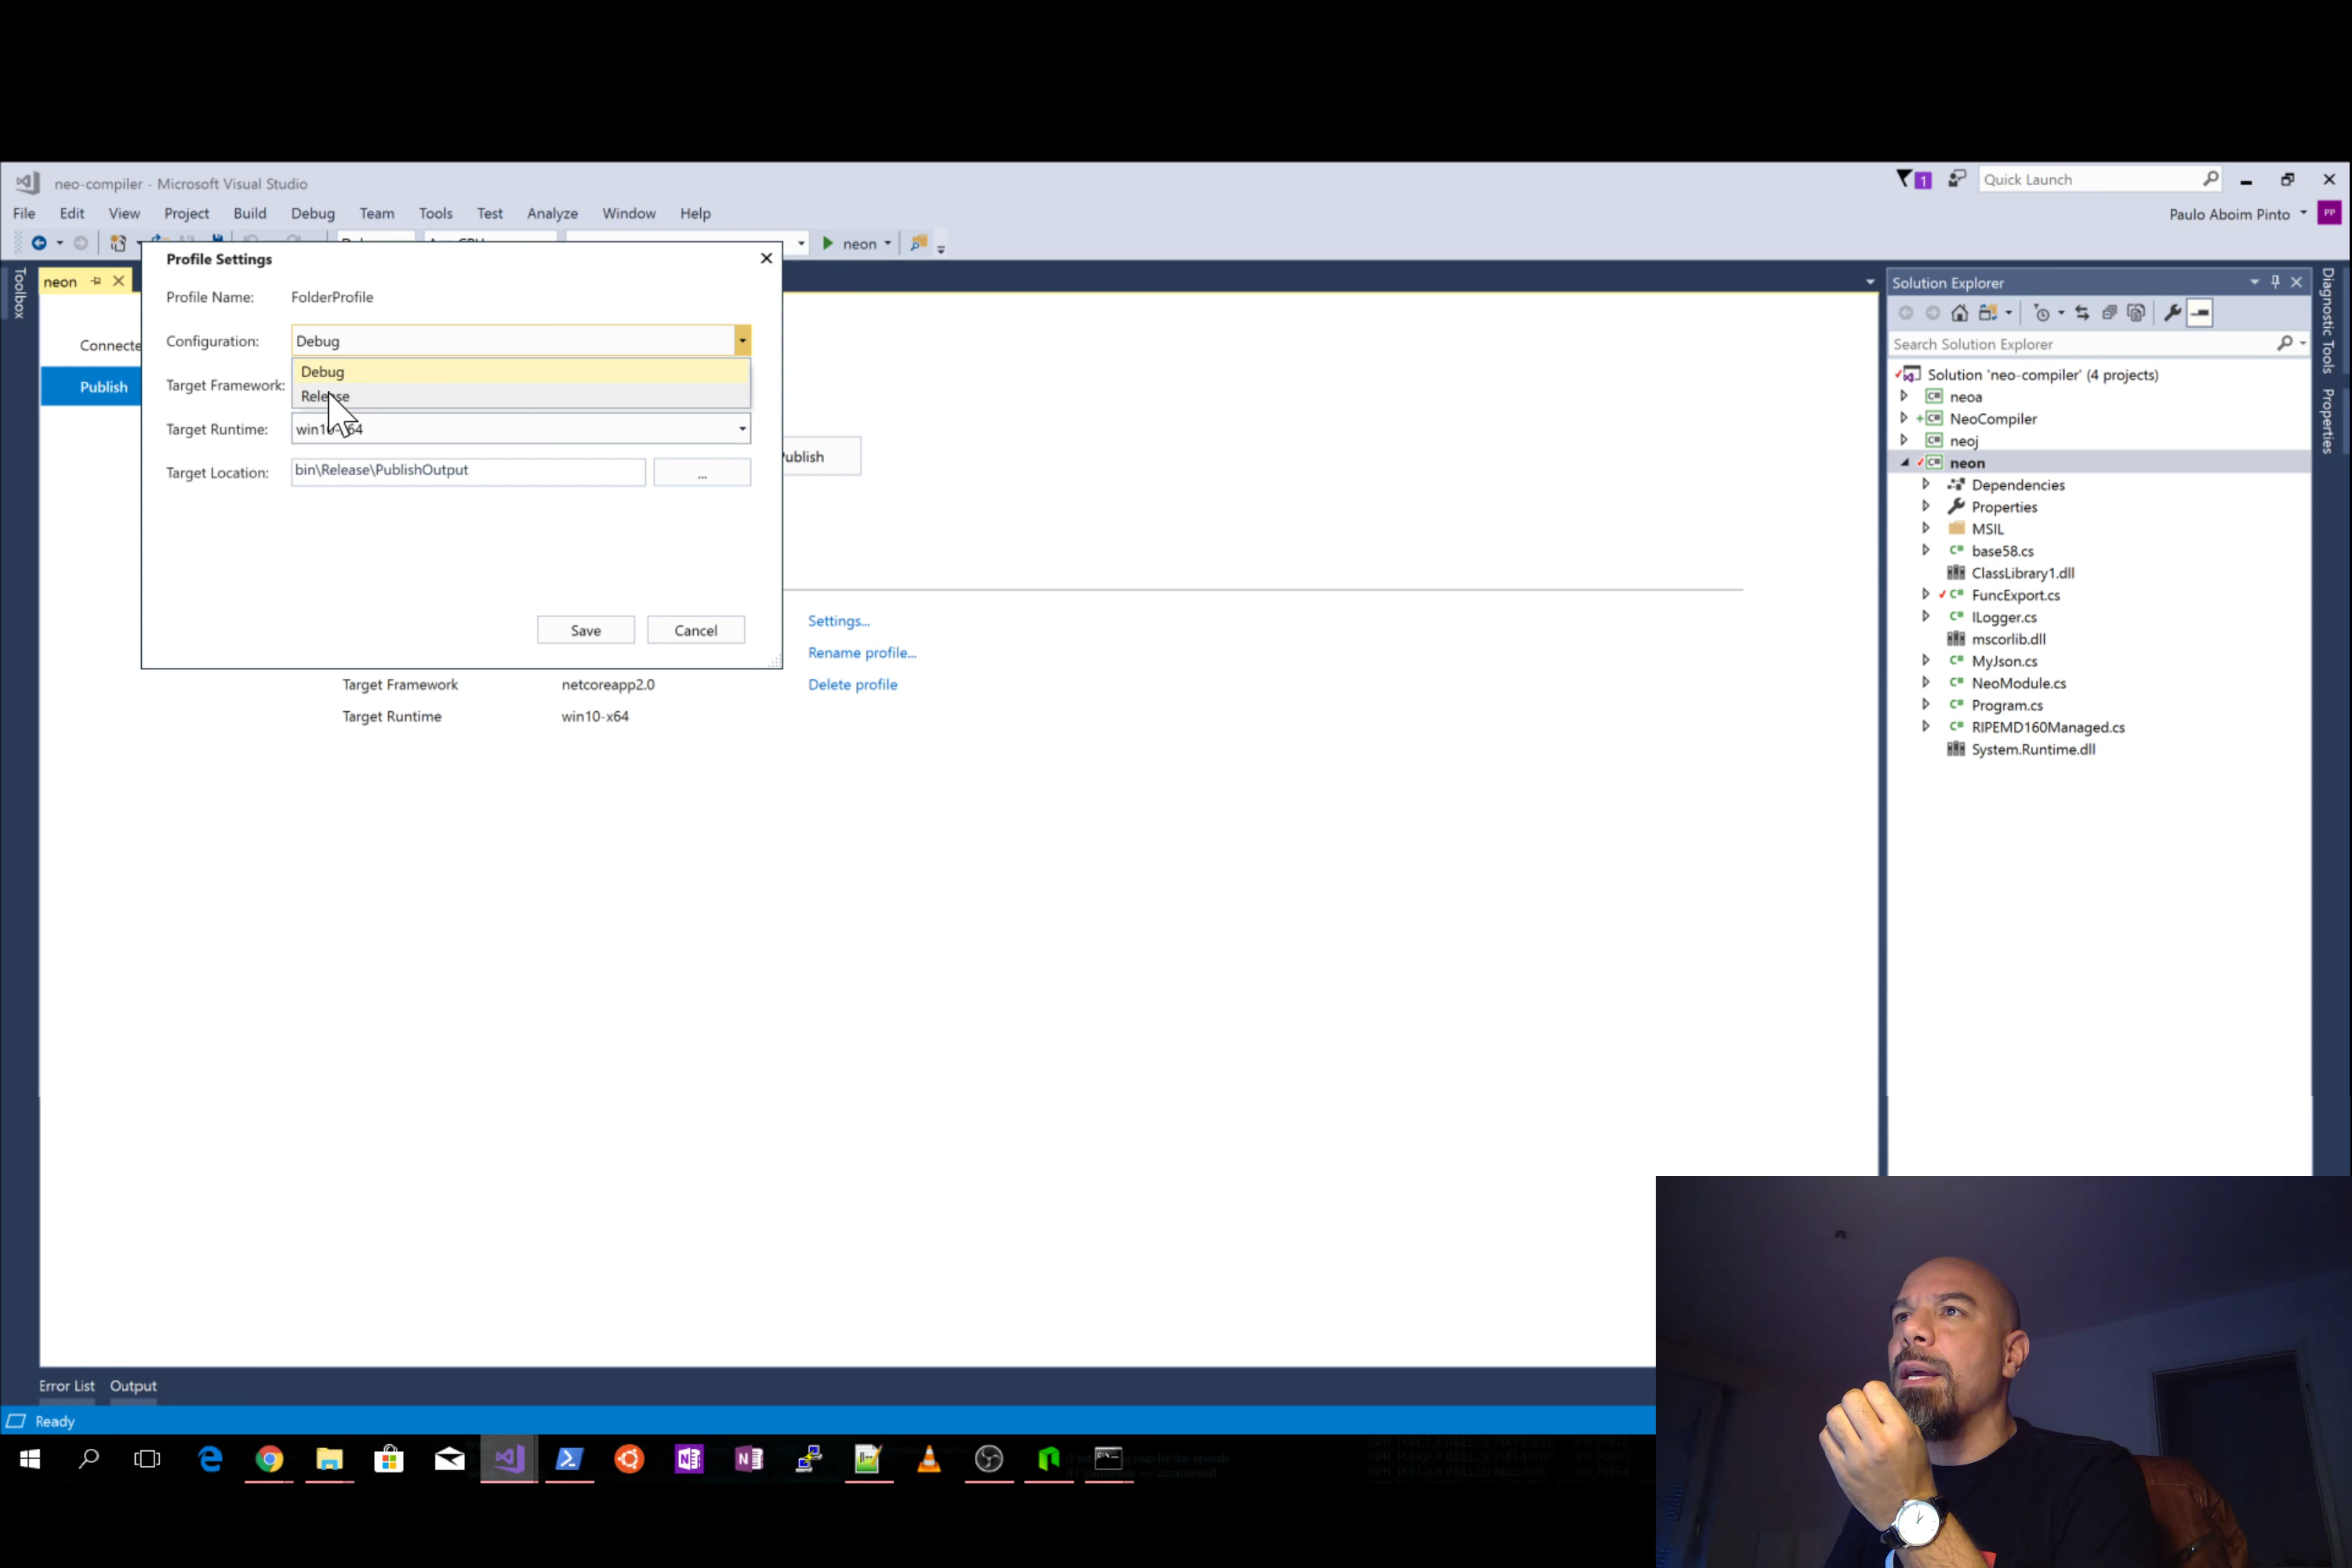 neo-compiler - Microsoft Visual Studio
1
Quick Launch
File Edit View Project Build Debug Team Tools Test Analyze Window Help
Paulo Aboim Pinto PP
neon
Toolbox
neon
Profile Settings
Profile Name: FolderProfile
Configuration: Debug
Debug
Release
Target Framework:
Target Runtime: win10-x64
Target Location: bin\Release\PublishOutput ...
Save Cancel
Connecte
Publish
ublish
Settings...
Rename profile...
Target Framework netcoreapp2.0 Delete profile
Target Runtime win10-x64
Solution Explorer
Search Solution Explorer
Solution 'neo-compiler' (4 projects)
neoa
NeoCompiler
neoj
neon
Dependencies
Properties
MSIL
base58.cs
ClassLibrary1.dll
FuncExport.cs
ILogger.cs
mscorlib.dll
MyJson.cs
NeoModule.cs
Program.cs
RIPEMD160Managed.cs
System.Runtime.dll
Diagnostic Tools
Properties
Error List Output
Ready